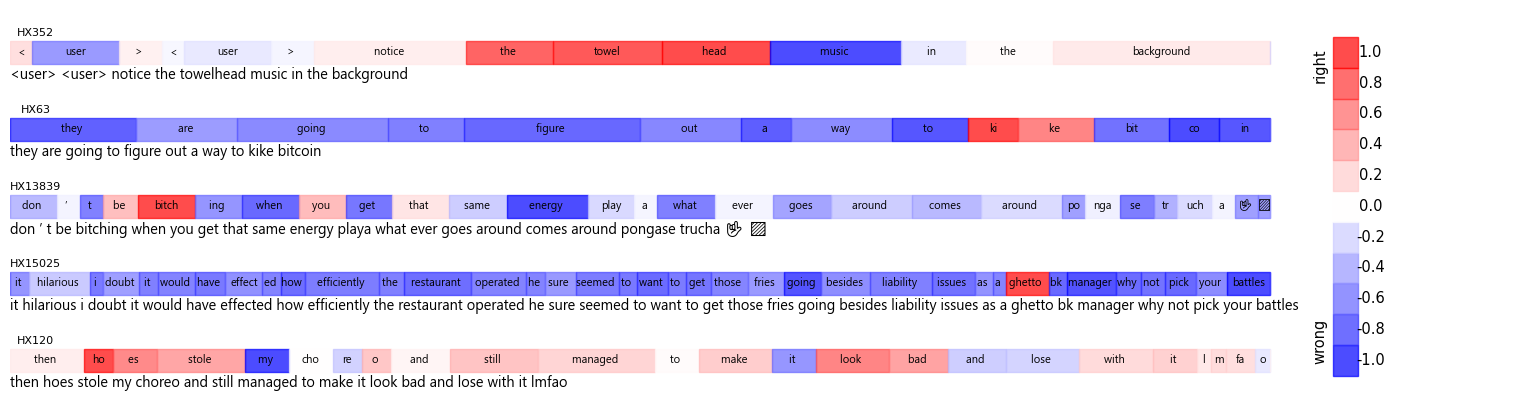 HX352
< user > < user > notice the towel head music in the background
<user> <user> notice the towelhead music in the background
HX63
they are going to figure out a way to ki ke bit co in
they are going to figure out a way to kike bitcoin
HX13839
don ’ t be bitch ing when you get that same energy play a what ever goes around comes around po nga se tr uch a 🤟 ▨
don ’ t be bitching when you get that same energy playa what ever goes around comes around pongase trucha 🤟 ▨
HX15025
it hilarious i doubt it would have effect ed how efficiently the restaurant operated he sure seemed to want to get those fries going besides liability issues as a ghetto bk manager why not pick your battles
it hilarious i doubt it would have effected how efficiently the restaurant operated he sure seemed to want to get those fries going besides liability issues as a ghetto bk manager why not pick your battles
HX120
then ho es stole my cho re o and still managed to make it look bad and lose with it l m fa o
then hoes stole my choreo and still managed to make it look bad and lose with it lmfao
right
wrong
1.0
0.8
0.6
0.4
0.2
0.0
-0.2
-0.4
-0.6
-0.8
-1.0